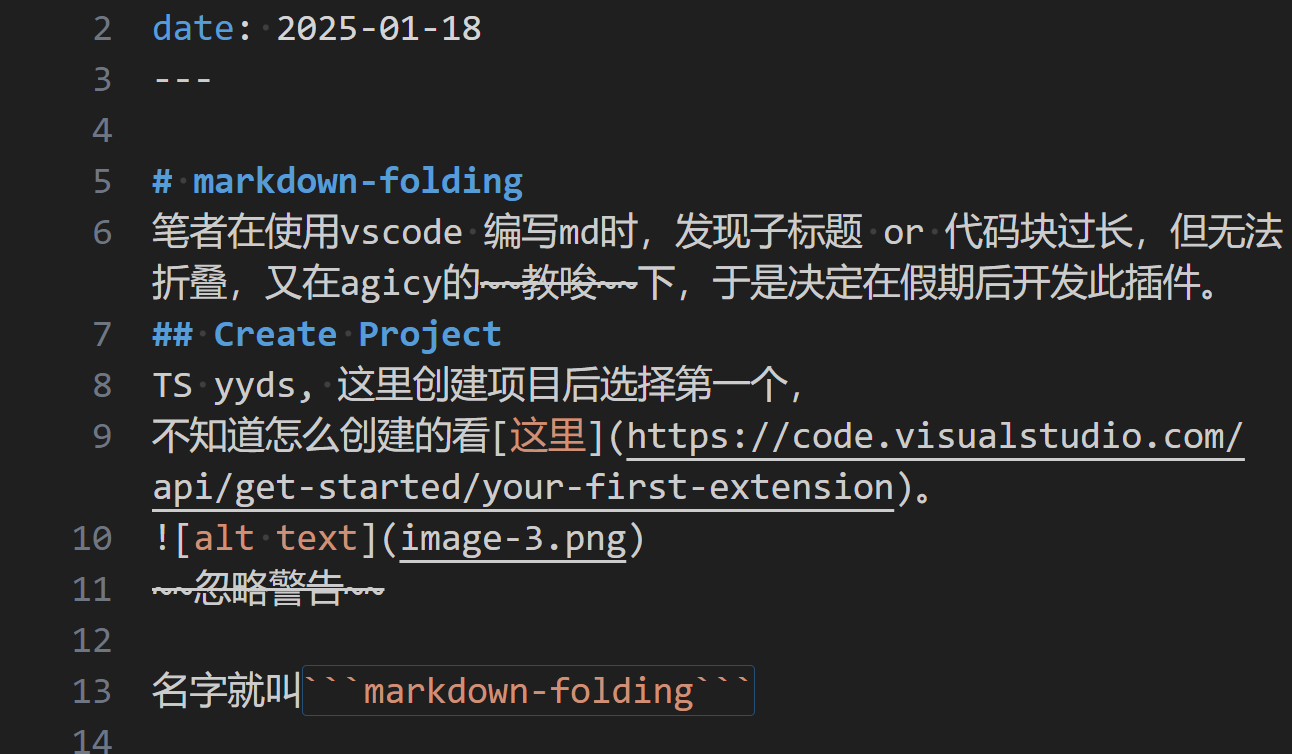 2 date: 2025-01-18
3 ---
4
5 # markdown-folding
6 笔者在使用vscode 编写md时，发现子标题 or 代码块过长，但无法
折叠，又在agicy的~~教唆~~下，于是决定在假期后开发此插件。
7 ## Create Project
8 TS yyds, 这里创建项目后选择第一个，
9 不知道怎么创建的看[这里](https://code.visualstudio.com/
api/get-started/your-first-extension)。
10 ![alt text](image-3.png)
11 ~~忽略警告~~
12
13 名字就叫```markdown-folding```
14